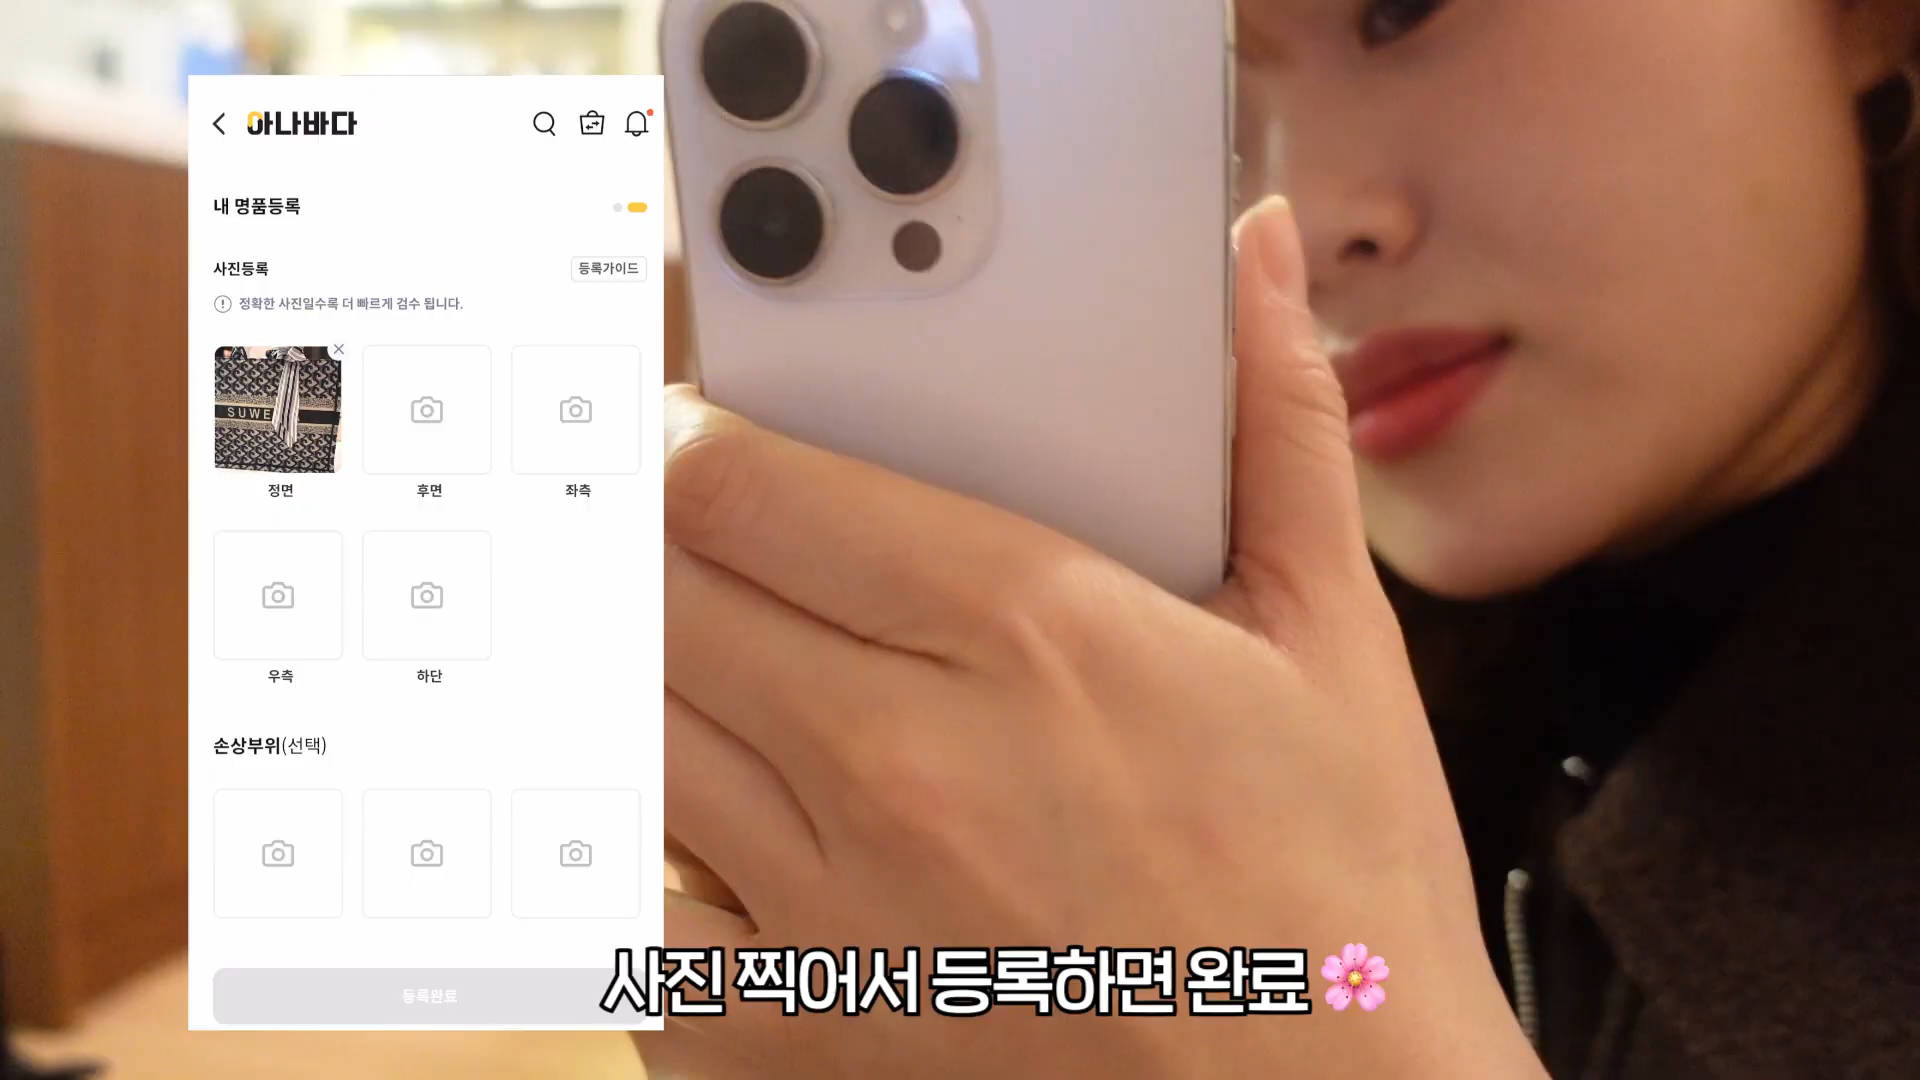 아나바다
내 명품등록
사진등록
등록가이드
정확한 사진일수록 더 빠르게 검수 됩니다.
SUWE
정면
후면
좌측
우측
하단
손상부위(선택)
등록완료
사진 찍어서 등록하면 완료🌸